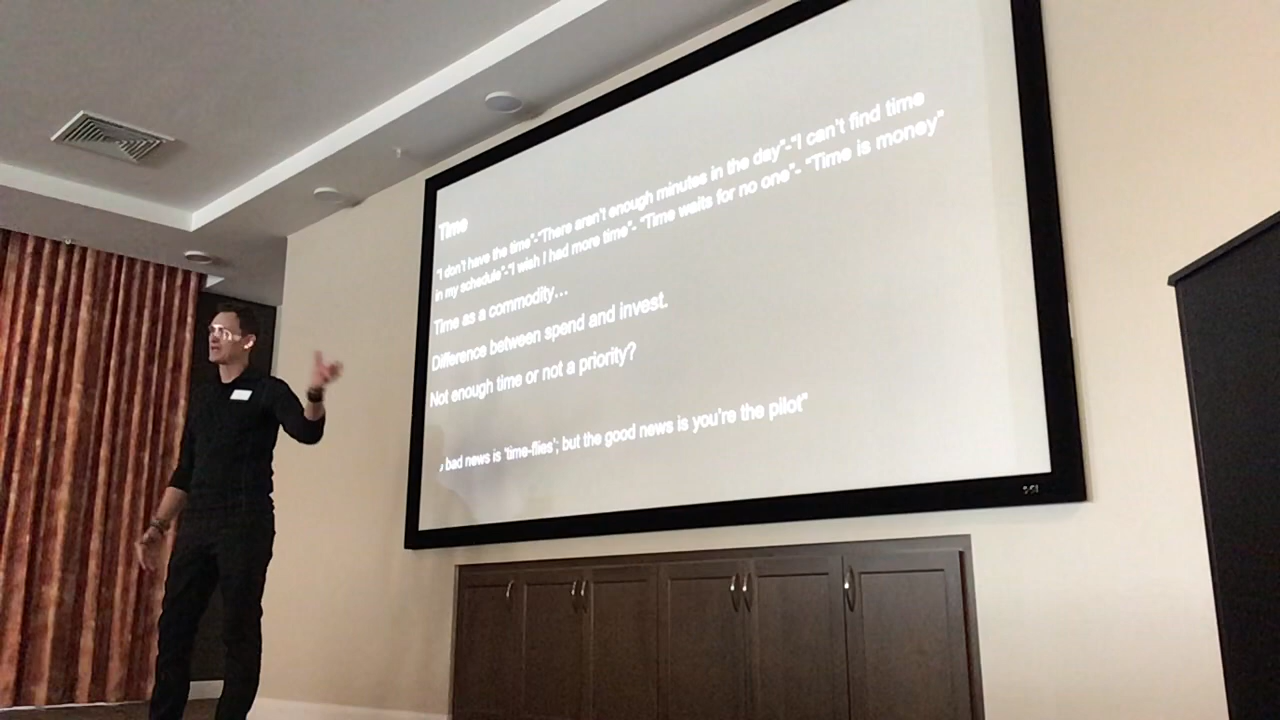 Time
"I don't have the time"-"There aren't enough minutes in the day"-"I can't find time
in my schedule"-"I wish I had more time"- "Time waits for no one"- "Time is money"
Time as a commodity…
Difference between spend and invest.
Not enough time or not a priority?
bad news is 'time-flies'; but the good news is you're the pilot"